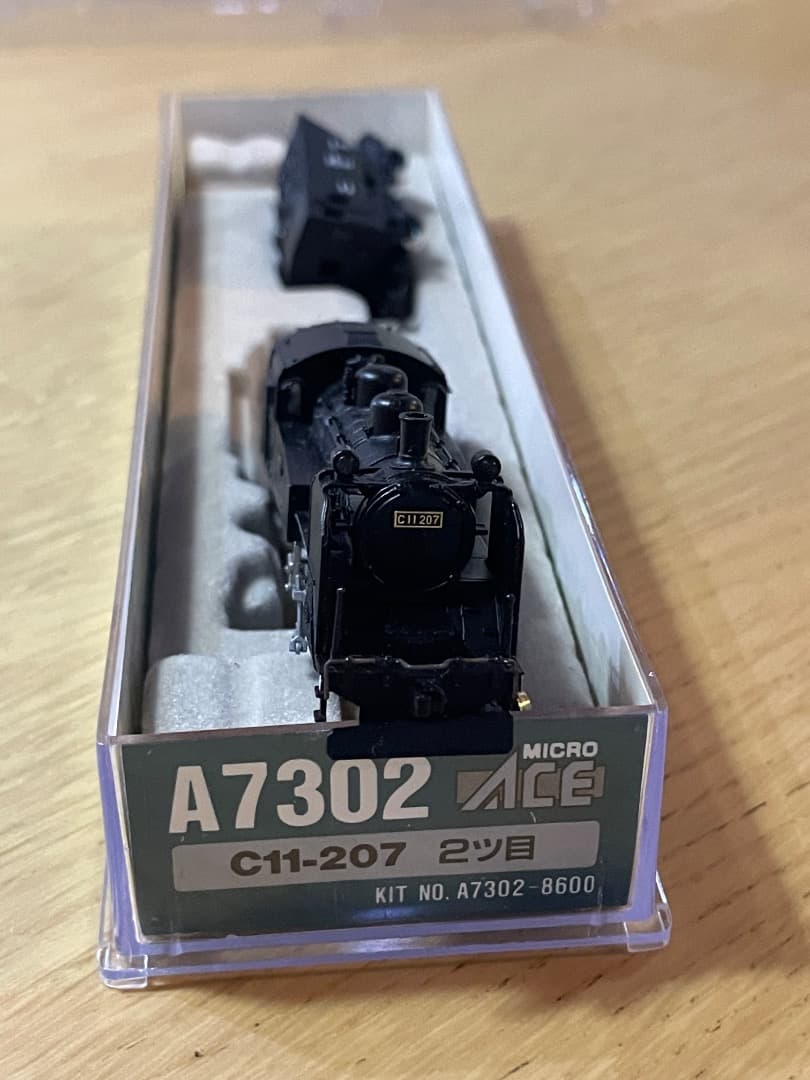 C11 207
A7302
MICRO
ACE
C11-207 2ツ目
KIT NO. A7302-8600